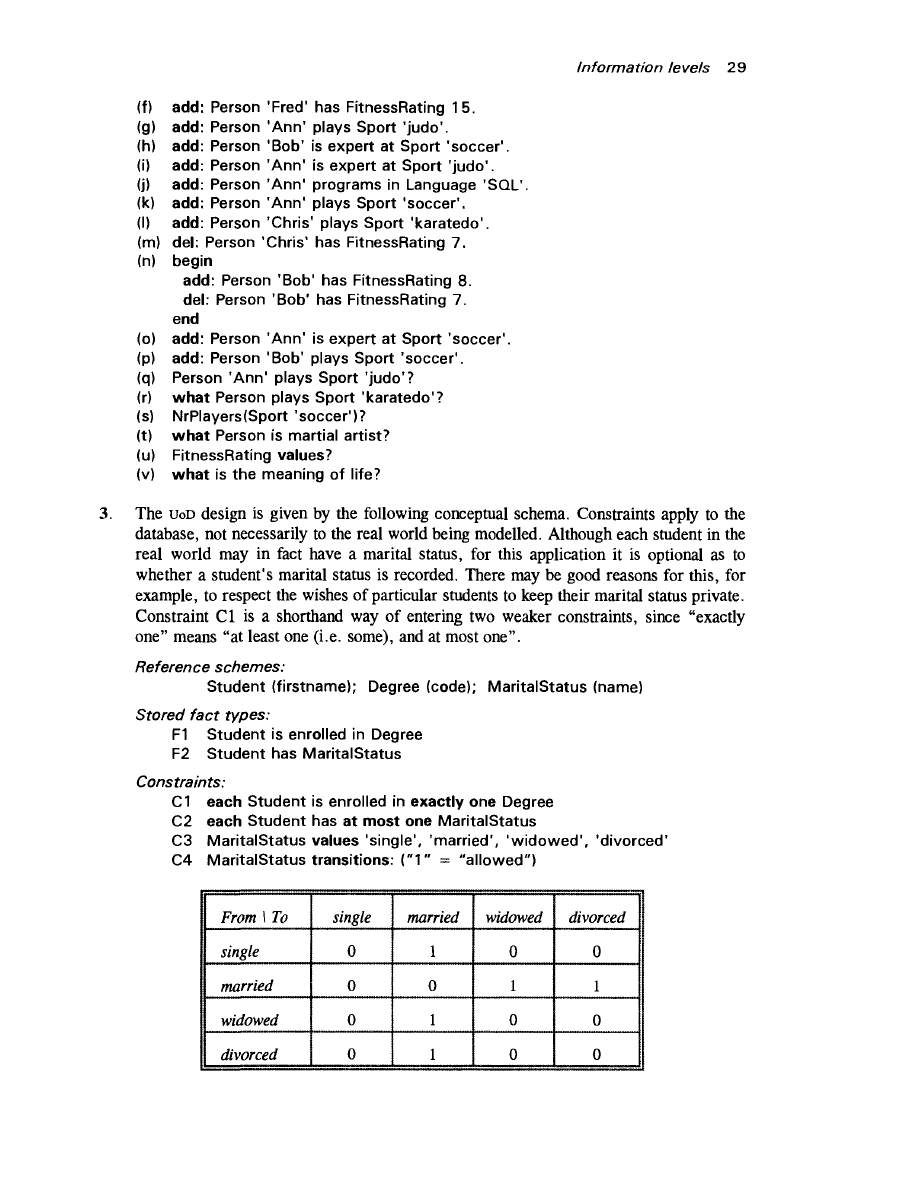 Information levels 29
(f) add: Person 'Fred' has FitnessRating 15.
(g) add: Person 'Ann' plays Sport 'judo'.
(h) add: Person 'Bob' is expert at Sport 'soccer'.
(i) add: Person 'Ann' is expert at Sport 'judo'.
(j) add: Person 'Ann' programs in Language 'SQL'.
(k) add: Person 'Ann' plays Sport 'soccer'.
(l) add: Person 'Chris' plays Sport 'karatedo'.
(m) del: Person 'Chris' has FitnessRating 7.
(n) begin
add: Person 'Bob' has FitnessRating 8.
del: Person 'Bob' has FitnessRating 7.
end
(o) add: Person 'Ann' is expert at Sport 'soccer'.
(p) add: Person 'Bob' plays Sport 'soccer'.
(q) Person 'Ann' plays Sport 'judo'?
(r) what Person plays Sport 'karatedo'?
(s) NrPlayers(Sport 'soccer')?
(t) what Person is martial artist?
(u) FitnessRating values?
(v) what is the meaning of life?
3. The UoD design is given by the following conceptual schema. Constraints apply to the
database, not necessarily to the real world being modelled. Although each student in the
real world may in fact have a marital status, for this application it is optional as to
whether a student's marital status is recorded. There may be good reasons for this, for
example, to respect the wishes of particular students to keep their marital status private.
Constraint C1 is a shorthand way of entering two weaker constraints, since “exactly
one” means “at least one (i.e. some), and at most one”.
Reference schemes:
Student (firstname); Degree (code); MaritalStatus (name)
Stored fact types:
F1 Student is enrolled in Degree
F2 Student has MaritalStatus
Constraints:
C1 each Student is enrolled in exactly one Degree
C2 each Student has at most one MaritalStatus
C3 MaritalStatus values 'single', 'married', 'widowed', 'divorced'
C4 MaritalStatus transitions: ("1" = "allowed")
From \ To single married widowed divorced
single 0 1 0 0
married 0 0 1 1
widowed 0 1 0 0
divorced 0 1 0 0